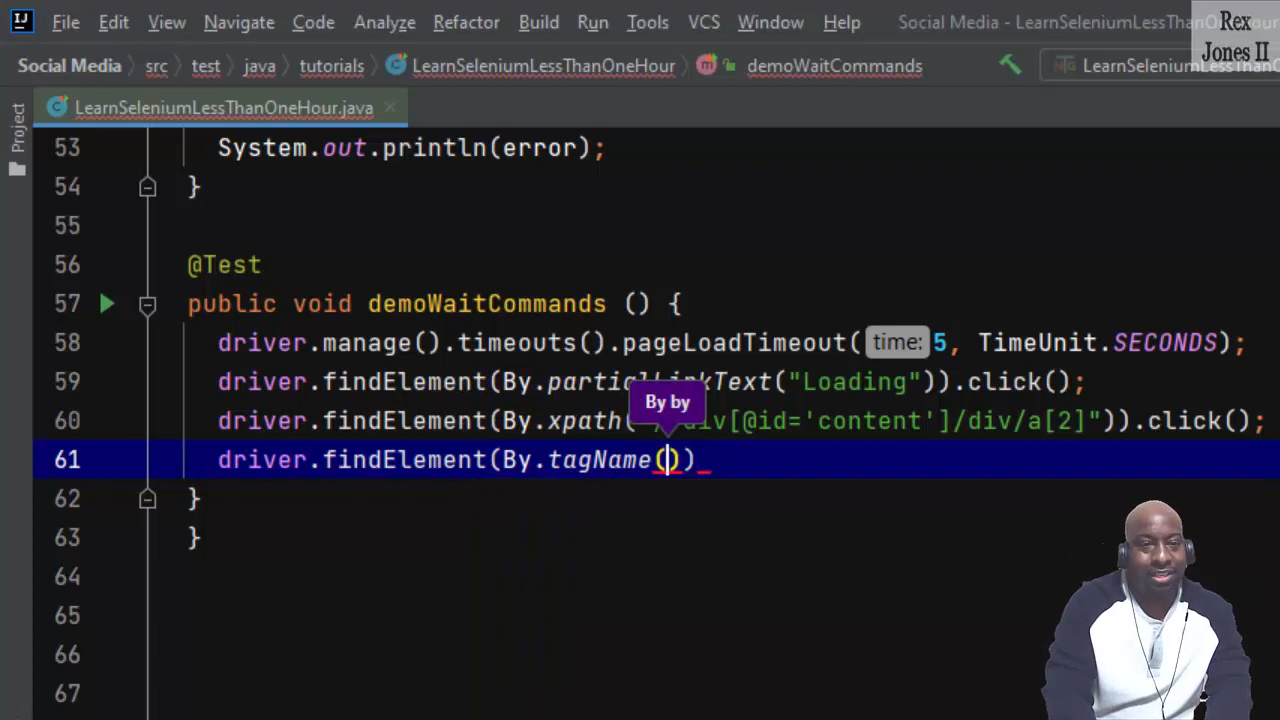 IJ File Edit View Navigate Code Analyze Refactor Build Run Tools VCS Window Help Social Media - LearnSeleniumLessThanOneHour
Rex
Jones II
Social Media src test java tutorials LearnSeleniumLessThanOneHour demoWaitCommands
Project
LearnSeleniumLessThanOneHour.java
53 System.out.println(error);
54 }
55
56 @Test
57 public void demoWaitCommands () {
58 driver.manage().timeouts().pageLoadTimeout( time: 5, TimeUnit.SECONDS);
59 driver.findElement(By.partialLinkText("Loading")).click();
By by
60 driver.findElement(By.xpath("//div[@id='content']/div/a[2]")).click();
61 driver.findElement(By.tagName())
62 }
63 }
64
65
66
67